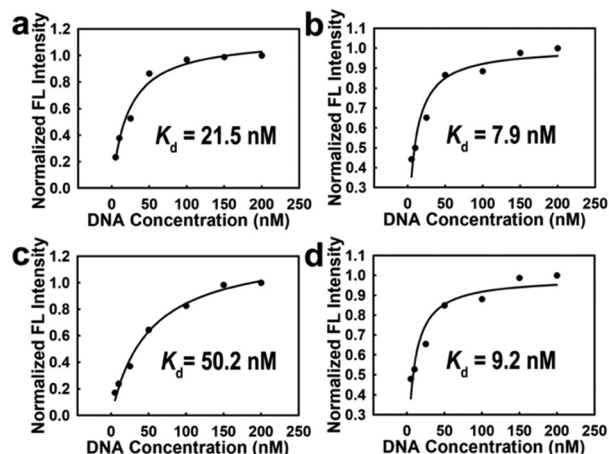 a
Normalized FL Intensity
1.2
1.0
0.8
0.6
0.4
0.2
0.0
Kd = 21.5 nM
0 50 100 150 200 250
DNA Concentration (nM)
b
Normalized FL Intensity
1.1
1.0
0.9
0.8
0.7
0.6
0.5
0.4
0.3
Kd = 7.9 nM
0 50 100 150 200 250
DNA Concentration (nM)
c
Normalized FL Intensity
1.2
1.0
0.8
0.6
0.4
0.2
0.0
Kd = 50.2 nM
0 50 100 150 200 250
DNA Concentration (nM)
d
Normalized FL Intensity
1.1
1.0
0.9
0.8
0.7
0.6
0.5
0.4
0.3
Kd = 9.2 nM
0 50 100 150 200 250
DNA Concentration (nM)